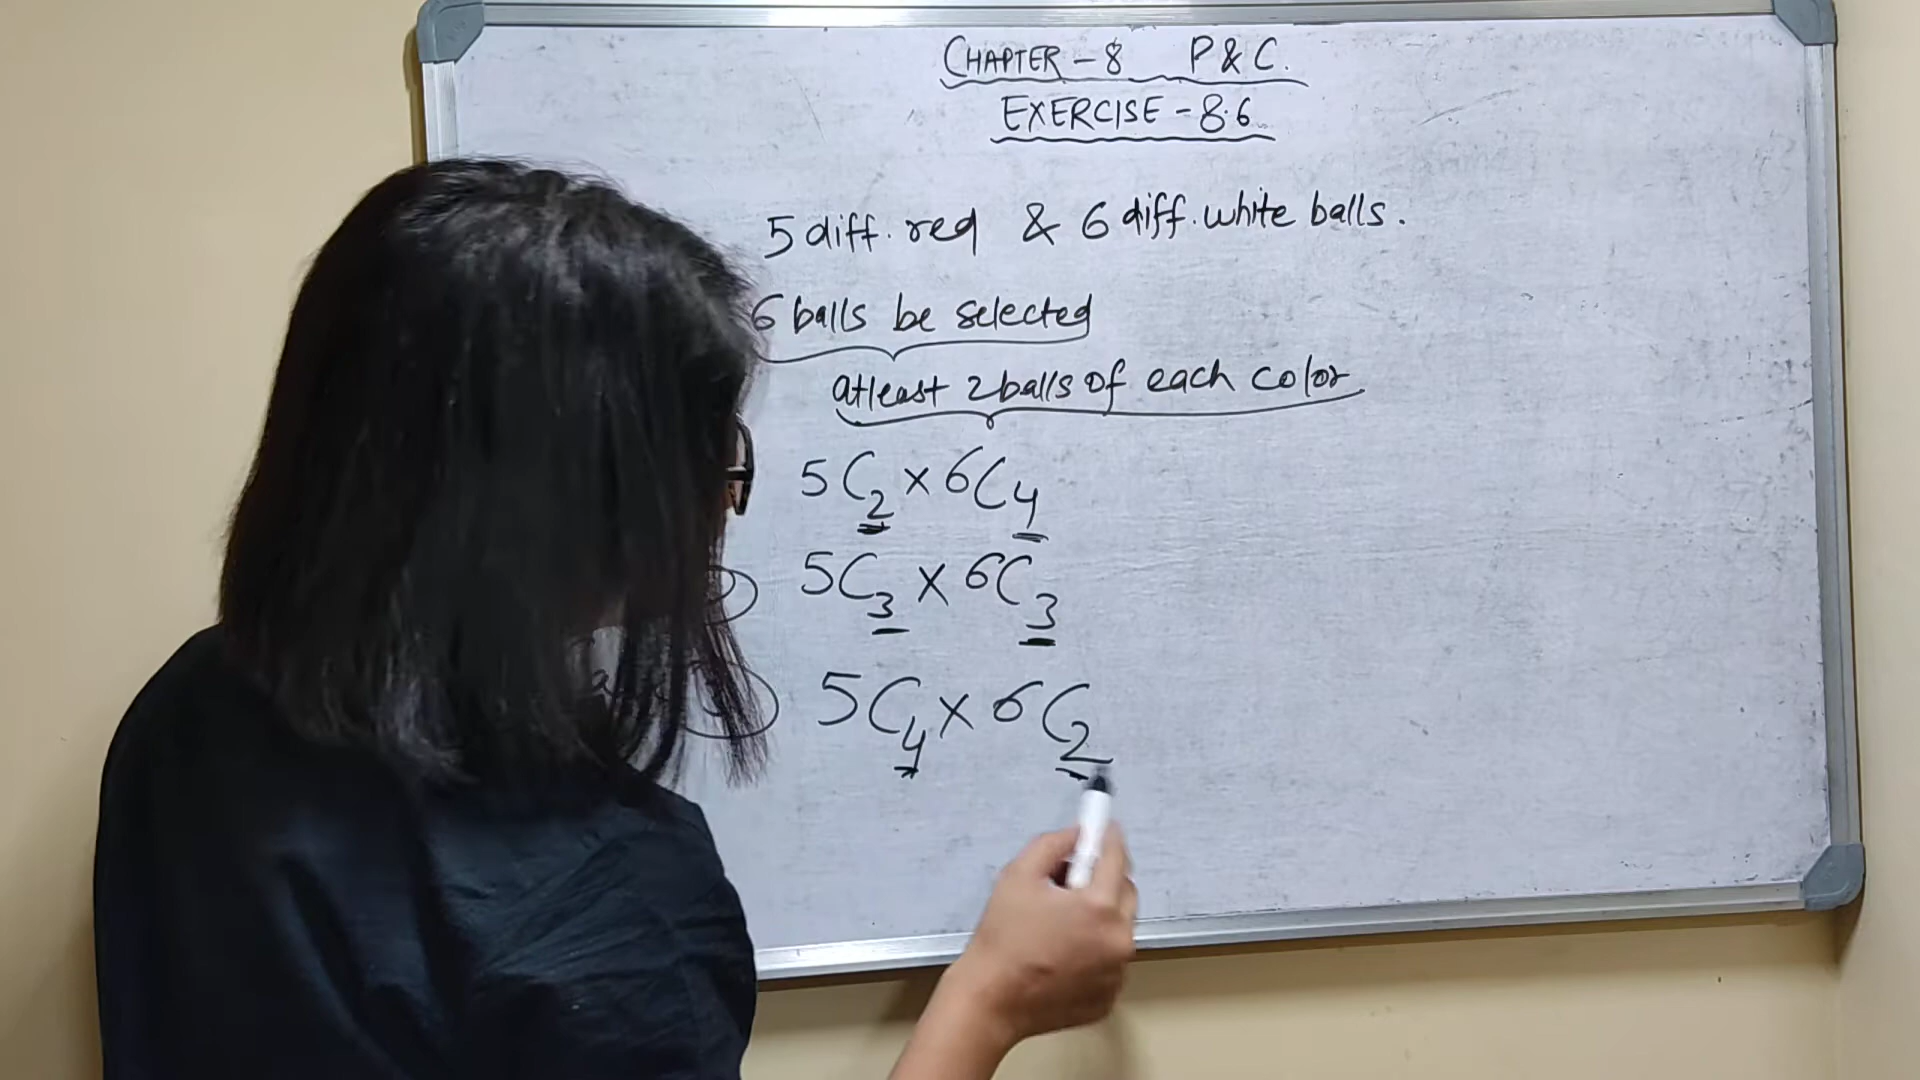 CHAPTER - 8 P & C.
EXERCISE - 8.6
5 diff. red & 6 diff. white balls.
6 balls be selected
atleast 2 balls of each color
5C2 × 6C4
5C3 × 6C3
5C4 × 6C2